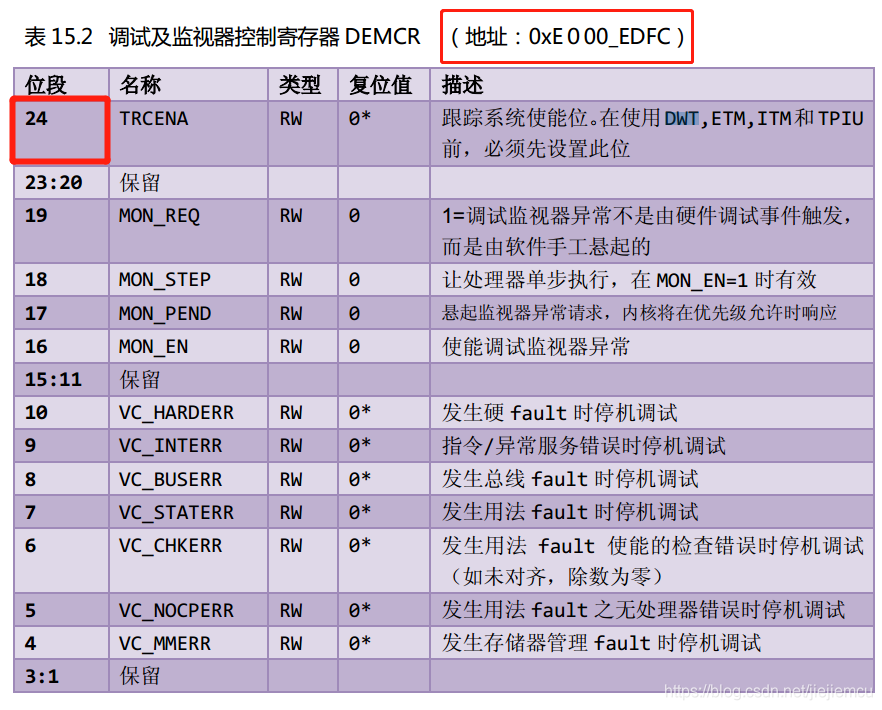 表 15.2 调试及监视器控制寄存器 DEMCR （地址：0xE000_EDFC）
位段 名称 类型 复位值 描述
24 TRCENA RW 0* 跟踪系统使能位。在使用DWT,ETM,ITM和TPIU
前，必须先设置此位
23:20 保留
19 MON_REQ RW 0 1=调试监视器异常不是由硬件调试事件触发，
而是由软件手工悬起的
18 MON_STEP RW 0 让处理器单步执行，在 MON_EN=1 时有效
17 MON_PEND RW 0 悬起监视器异常请求，内核将在优先级允许时响应
16 MON_EN RW 0 使能调试监视器异常
15:11 保留
10 VC_HARDERR RW 0* 发生硬 fault 时停机调试
9 VC_INTERR RW 0* 指令/异常服务错误时停机调试
8 VC_BUSERR RW 0* 发生总线 fault 时停机调试
7 VC_STATERR RW 0* 发生用法 fault 时停机调试
6 VC_CHKERR RW 0* 发生用法 fault 使能的检查错误时停机调试
（如未对齐，除数为零）
5 VC_NOCPERR RW 0* 发生用法 fault 之无处理器错误时停机调试
4 VC_MMERR RW 0* 发生存储器管理 fault 时停机调试
3:1 保留
https://blog.csdn.net/jiejiemcu